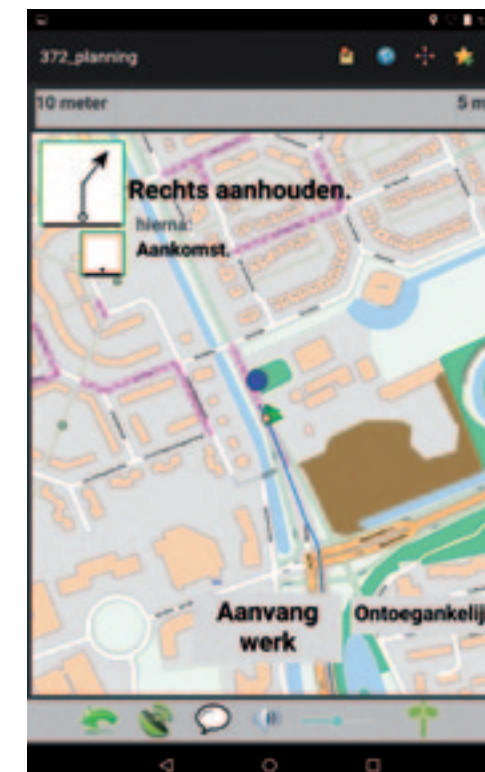 372_planning
10 meter
5 m
Rechts aanhouden.
hierna:
Aankomst.
Aanvang
werk
Ontoegankelij